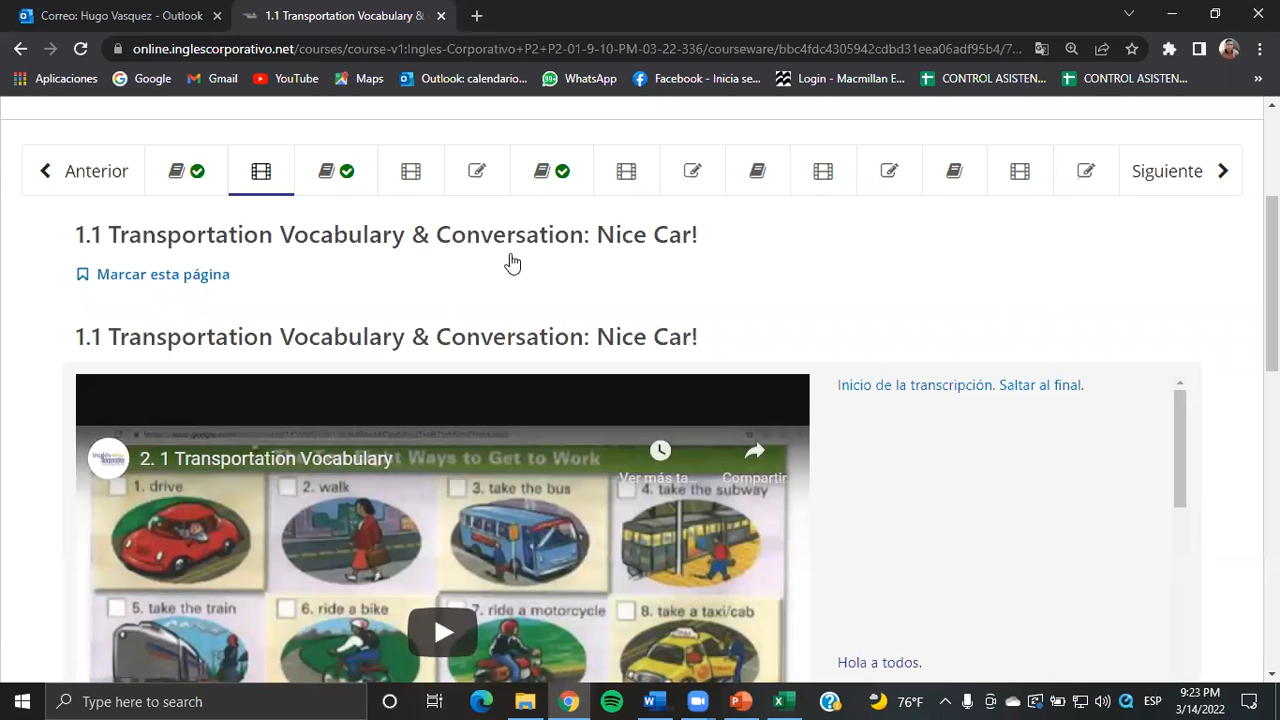 Correo: Hugo Vasquez - Outlook
1.1 Transportation Vocabulary &
online.inglescorporativo.net/courses/course-v1:Ingles-Corporativo+P2+P2-01-9-10-PM-03-22-336/courseware/bbc4fdc4305942cdbd31eea06adf95b4/7...
Aplicaciones
Google
Gmail
YouTube
Maps
Outlook: calendario...
99+
WhatsApp
Facebook - Inicia se...
Login - Macmillan E...
CONTROL ASISTEN...
CONTROL ASISTEN...
»
Anterior
Siguiente
1.1 Transportation Vocabulary & Conversation: Nice Car!
Marcar esta página
1.1 Transportation Vocabulary & Conversation: Nice Car!
Inicio de la transcripción. Saltar al final.
2. 1 Transportation Vocabulary
Ways to Get to Work
Ver más ta...
Compartir
1. drive
2. walk
3. take the bus
4. take the subway
5. take the train
6. ride a bike
7. ride a motorcycle
8. take a taxi/cab
Hola a todos.
Type here to search
76°F
ESP
9:23 PM
3/14/2022